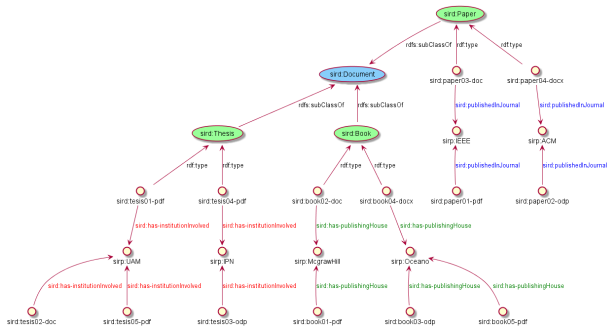 sird:Paper
rdfs:subClassOf
rdf:type
rdf:type
sird:Document
sird:paper03-doc
sird:paper04-docx
rdfs:subClassOf
rdfs:subClassOf
sird:publishedInJournal
sird:publishedInJournal
sird:Thesis
sird:Book
sirp:IEEE
sirp:ACM
rdf:type
rdf:type
rdf:type
rdf:type
sird:publishedInJournal
sird:publishedInJournal
sird:tesis01-pdf
sird:tesis04-pdf
sird:book02-doc
sird:book04-docx
sird:paper01-pdf
sird:paper02-odp
sird:has-institutionInvolved
sird:has-institutionInvolved
sird:has-publishingHouse
sird:has-publishingHouse
sirp:UAM
sirp:IPN
sirp:McgrawHill
sirp:Oceano
sird:has-institutionInvolved
sird:has-institutionInvolved
sird:has-institutionInvolved
sird:has-publishingHouse
sird:has-publishingHouse
sird:has-publishingHouse
sird:tesis02-doc
sird:tesis05-pdf
sird:tesis03-odp
sird:book01-pdf
sird:book03-odp
sird:book05-pdf